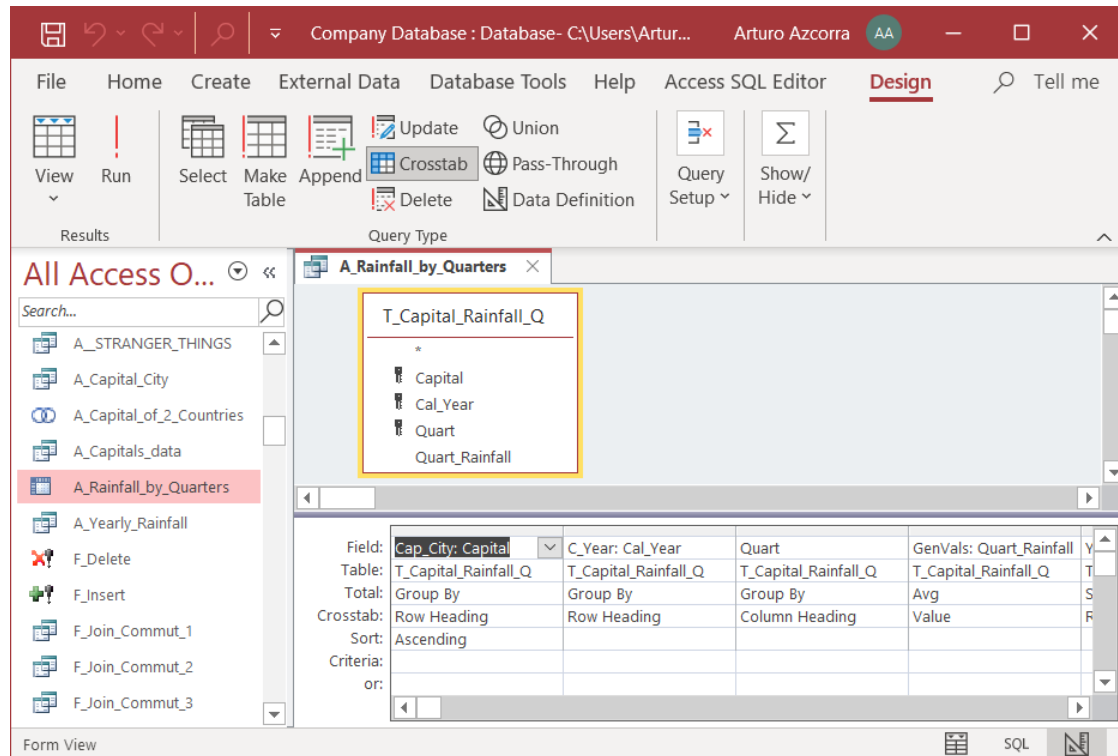 Company Database : Database- C:\Users\Artur... Arturo Azcorra AA
File Home Create External Data Database Tools Help Access SQL Editor Design Tell me
View Run Select Make Table Append Update Crosstab Delete Union Pass-Through Data Definition Query Setup Show/ Hide
Results Query Type
All Access O...
Search...
A__STRANGER_THINGS
A_Capital_City
A_Capital_of_2_Countries
A_Capitals_data
A_Rainfall_by_Quarters
A_Yearly_Rainfall
F_Delete
F_Insert
F_Join_Commut_1
F_Join_Commut_2
F_Join_Commut_3
A_Rainfall_by_Quarters
T_Capital_Rainfall_Q
*
Capital
Cal_Year
Quart
Quart_Rainfall
Field: Cap_City: Capital C_Year: Cal_Year Quart GenVals: Quart_Rainfall Y
Table: T_Capital_Rainfall_Q T_Capital_Rainfall_Q T_Capital_Rainfall_Q T_Capital_Rainfall_Q T
Total: Group By Group By Group By Avg S
Crosstab: Row Heading Row Heading Column Heading Value R
Sort: Ascending
Criteria:
or:
Form View SQL